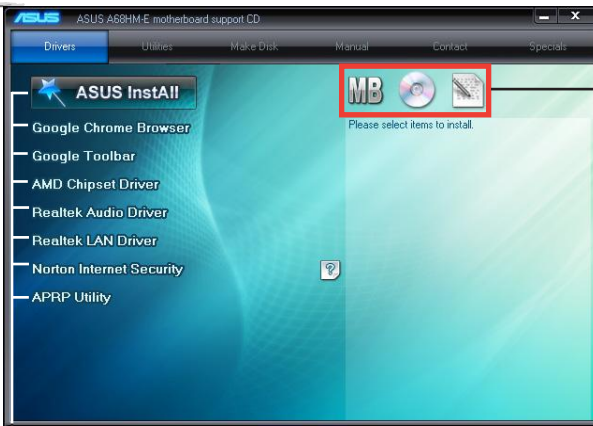 ASUS ASUS A68HM-E motherboard support CD
Drivers Utilities Make Disk Manual Contact Specials
ASUS InstAll
MB
Please select items to install.
Google Chrome Browser
Google Toolbar
AMD Chipset Driver
Realtek Audio Driver
Realtek LAN Driver
Norton Internet Security
?
APRP Utility